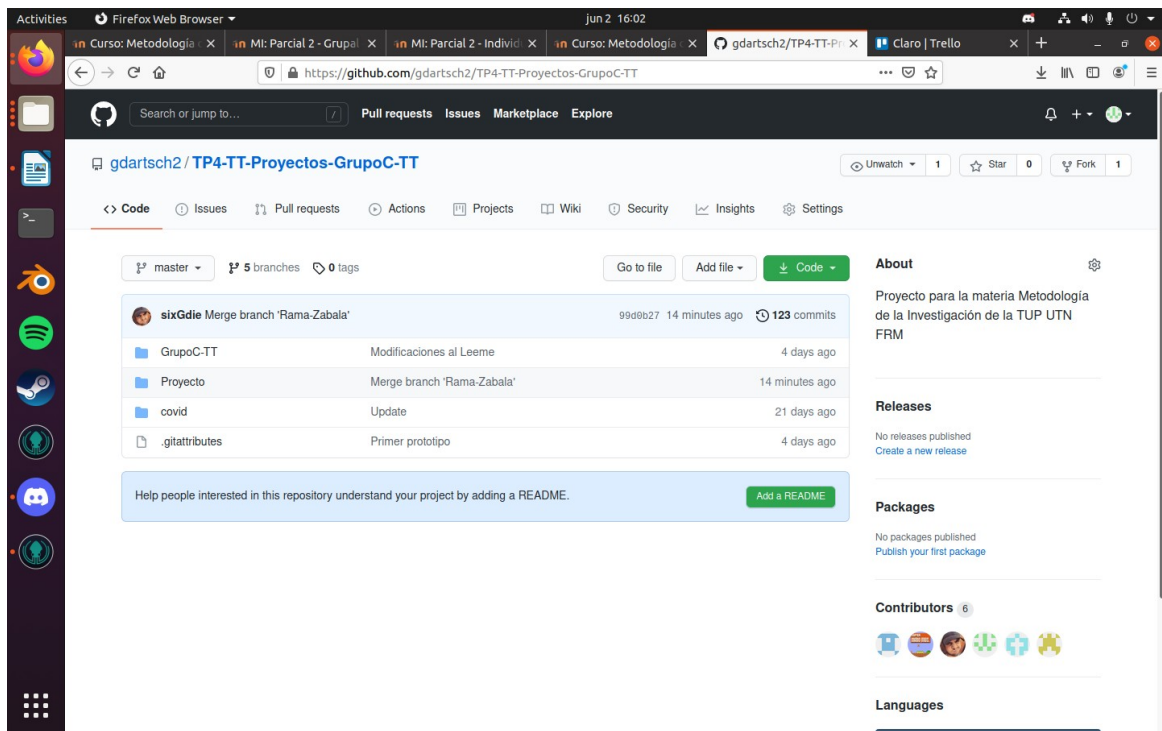 Activities Firefox Web Browser jun 2 16:02
Curso: Metodología MI: Parcial 2 - Grupal MI: Parcial 2 - Individ Curso: Metodología gdartsch2/TP4-TT-Pr Claro | Trello
https://github.com/gdartsch2/TP4-TT-Proyectos-GrupoC-TT
Search or jump to... / Pull requests Issues Marketplace Explore
gdartsch2 / TP4-TT-Proyectos-GrupoC-TT Unwatch 1 Star 0 Fork 1
Code Issues Pull requests Actions Projects Wiki Security Insights Settings
master 5 branches 0 tags Go to file Add file Code
sixGdie Merge branch 'Rama-Zabala' 99d0b27 14 minutes ago 123 commits
GrupoC-TT Modificaciones al Leeme 4 days ago
Proyecto Merge branch 'Rama-Zabala' 14 minutes ago
covid Update 21 days ago
.gitattributes Primer prototipo 4 days ago
Help people interested in this repository understand your project by adding a README. Add a README
About
Proyecto para la materia Metodología
de la Investigación de la TUP UTN
FRM
Releases
No releases published
Create a new release
Packages
No packages published
Publish your first package
Contributors 6
Languages